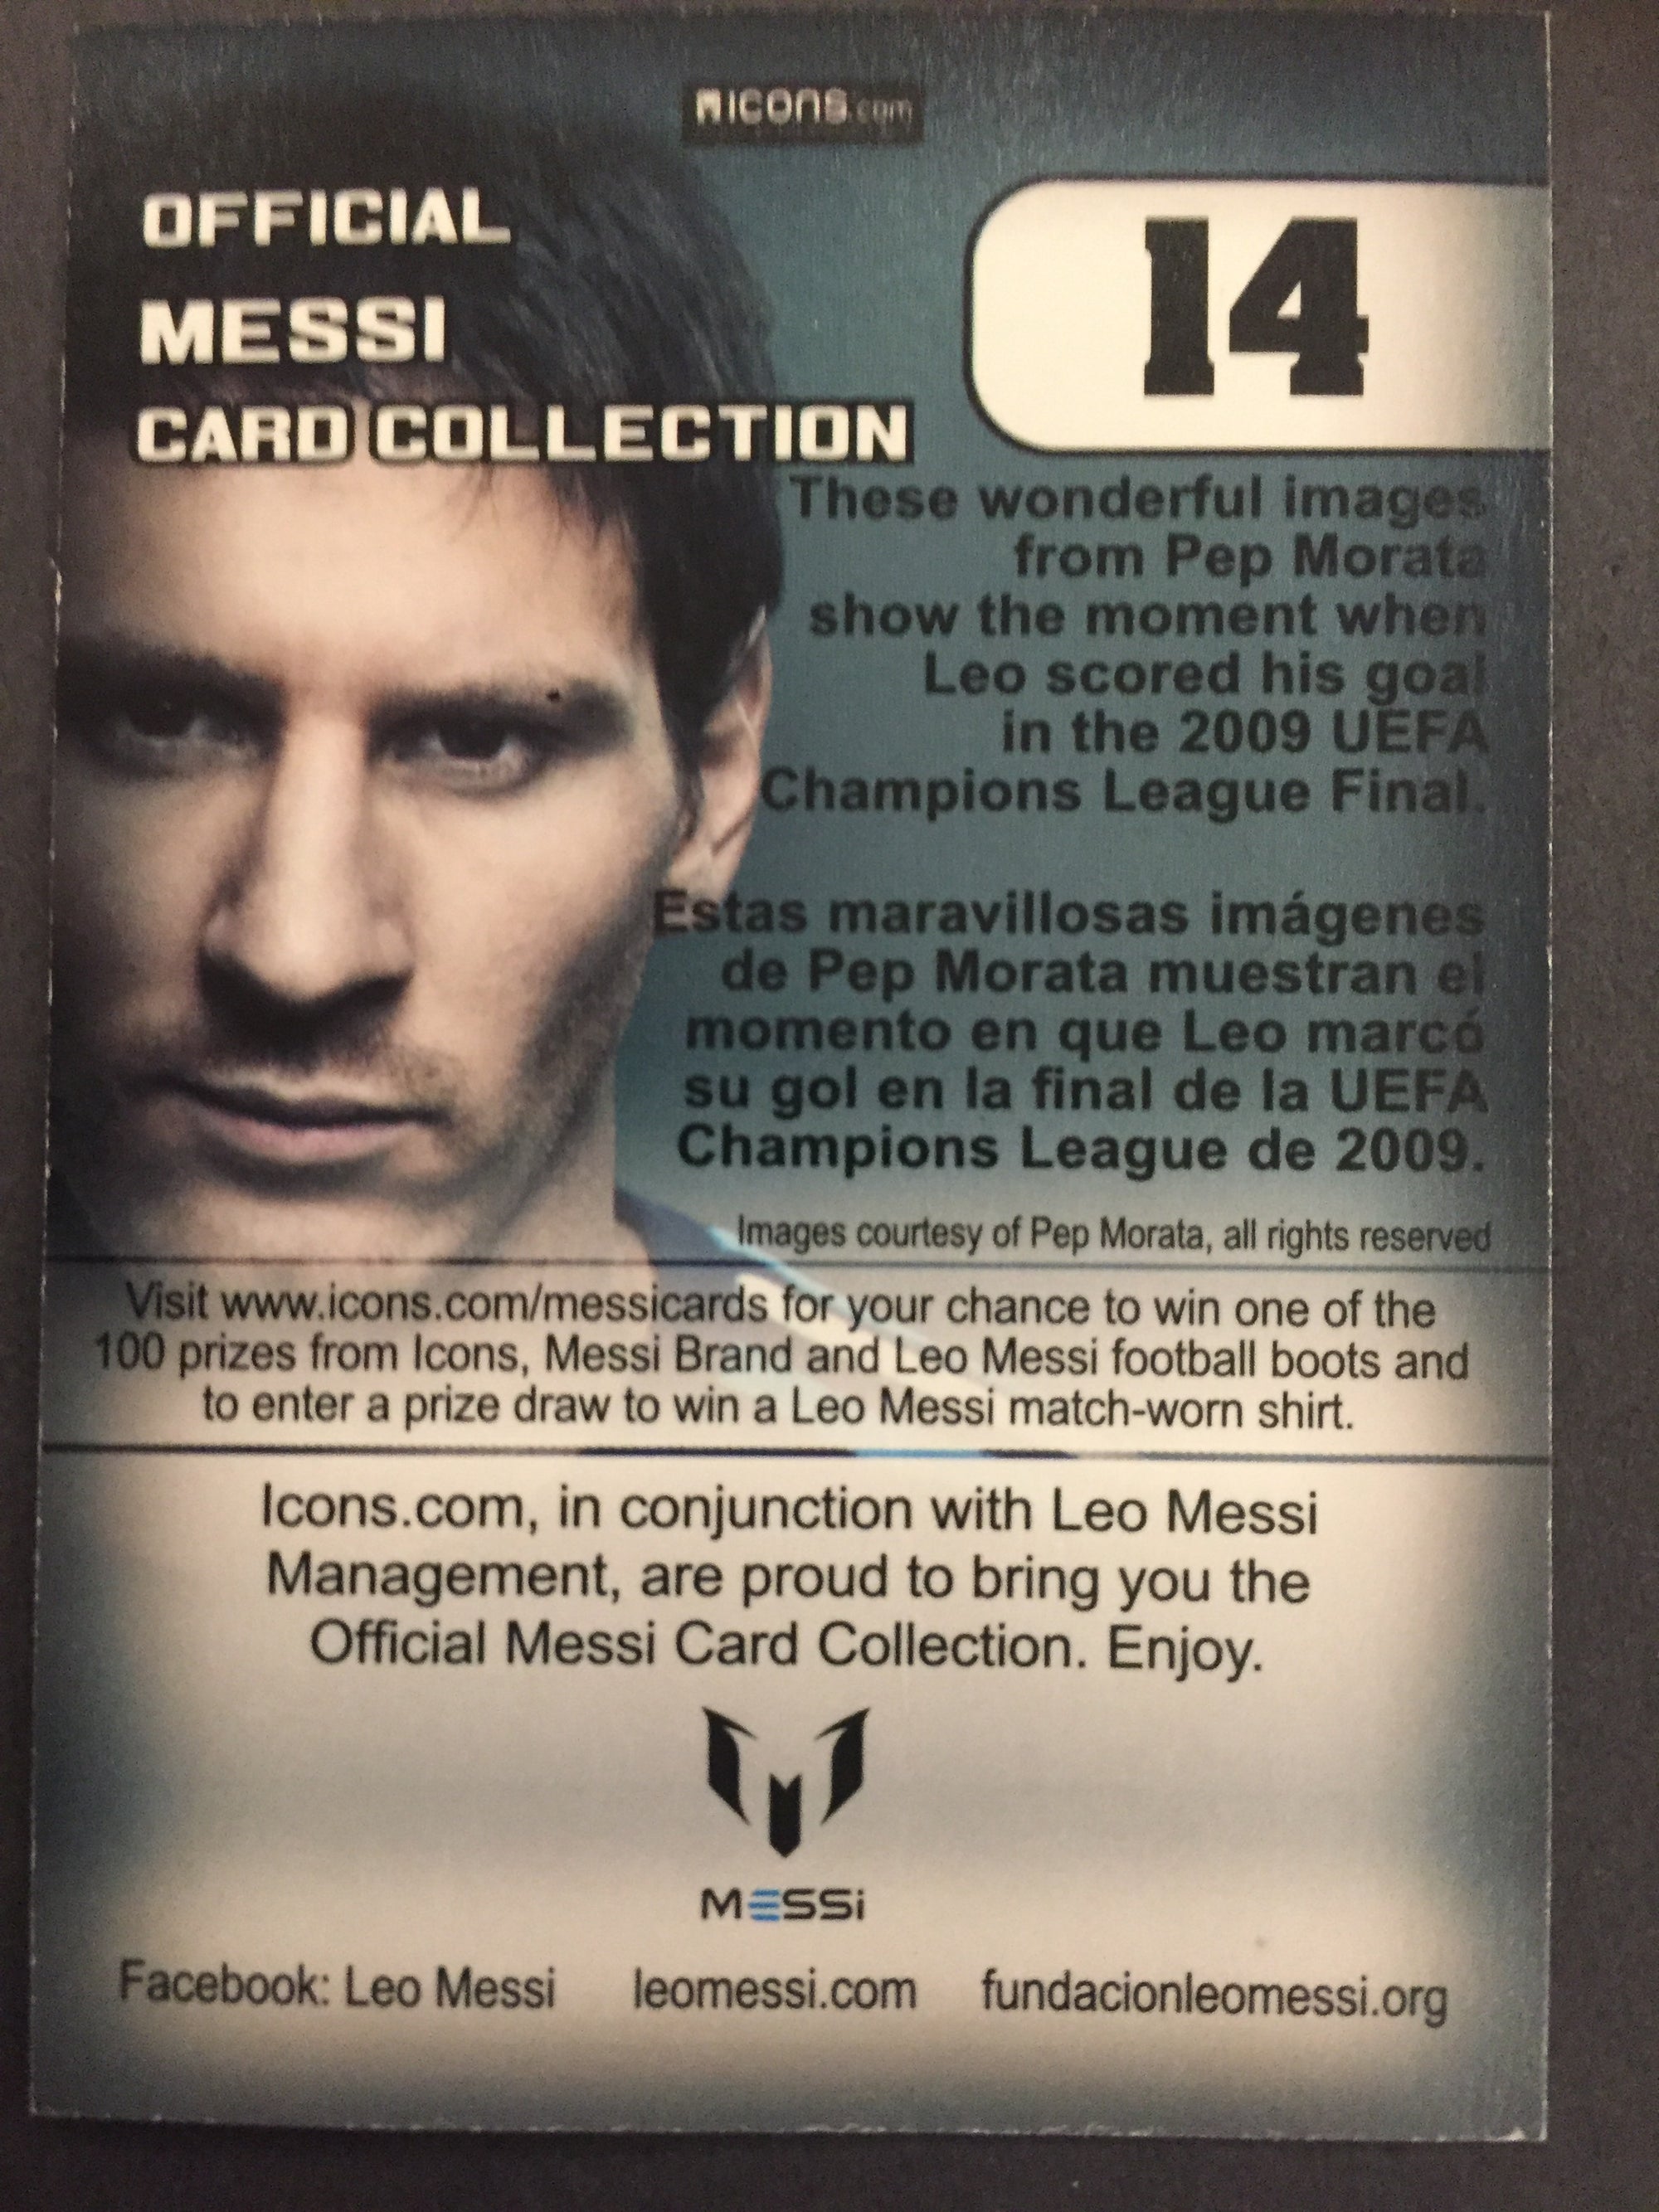 icons.com
OFFICIAL
MESSI
CARD COLLECTION
14
These wonderful images
from Pep Morata
show the moment when
Leo scored his goal
in the 2009 UEFA
Champions League Final.
Estas maravillosas imágenes
de Pep Morata muestran el
momento en que Leo marcó
su gol en la final de la UEFA
Champions League de 2009.
Images courtesy of Pep Morata, all rights reserved
Visit www.icons.com/messicards for your chance to win one of the
100 prizes from Icons, Messi Brand and Leo Messi football boots and
to enter a prize draw to win a Leo Messi match-worn shirt.
Icons.com, in conjunction with Leo Messi
Management, are proud to bring you the
Official Messi Card Collection. Enjoy.
MESSi
Facebook: Leo Messi leomessi.com fundacionleomessi.org